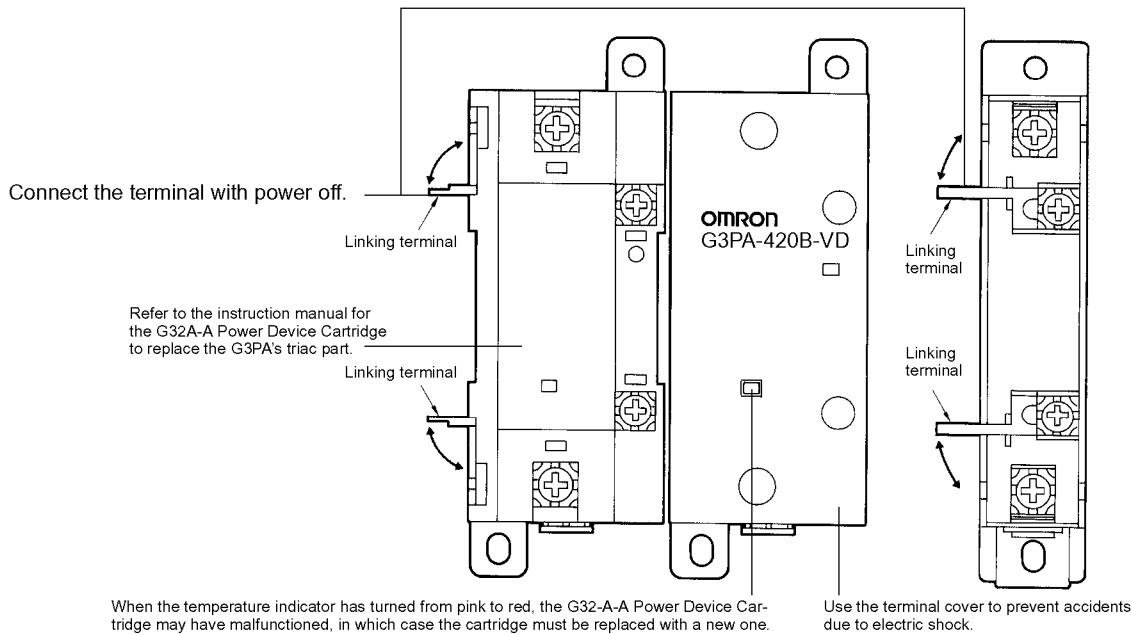 Connect the terminal with power off.
Linking terminal
OMRON
G3PA-420B-VD
Linking
terminal
Refer to the instruction manual for
the G32A-A Power Device Cartridge
to replace the G3PA's triac part.
Linking terminal
Linking
terminal
When the temperature indicator has turned from pink to red, the G32-A-A Power Device Car-
tridge may have malfunctioned, in which case the cartridge must be replaced with a new one.
Use the terminal cover to prevent accidents
due to electric shock.